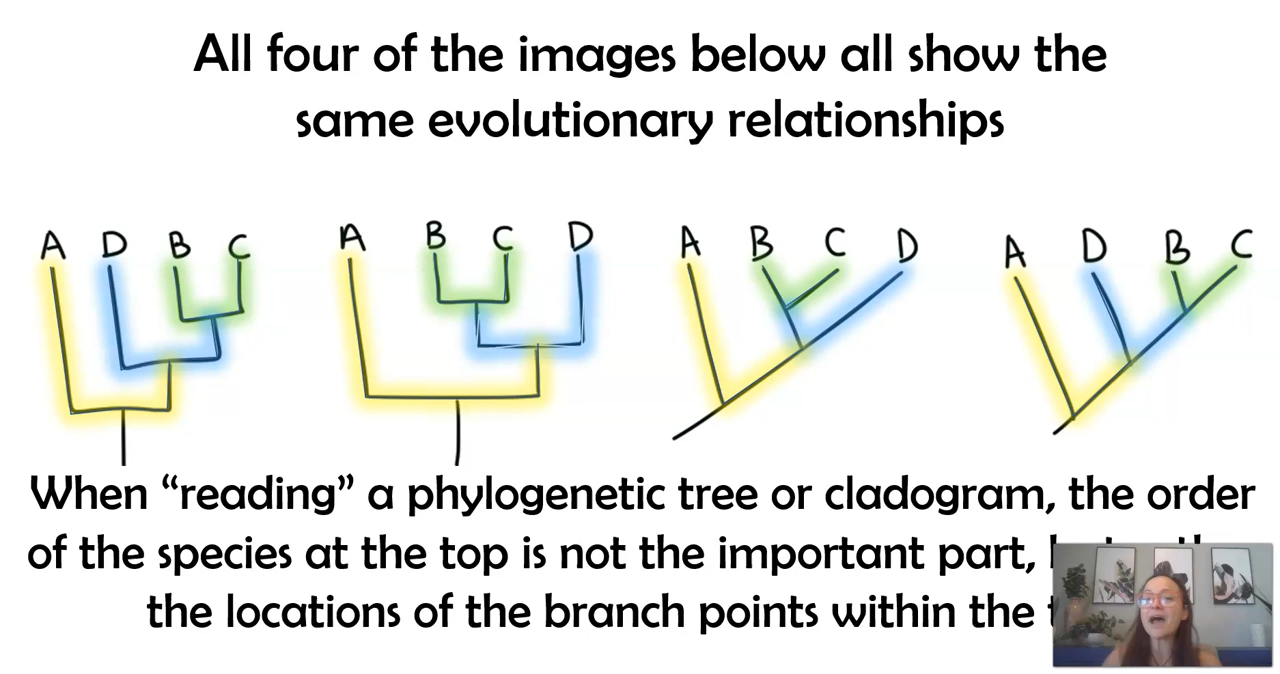 All four of the images below all show the
same evolutionary relationships
A D B C A B C D A B C D A D B C
When “reading” a phylogenetic tree or cladogram, the order
of the species at the top is not the important part,
the locations of the branch points within the